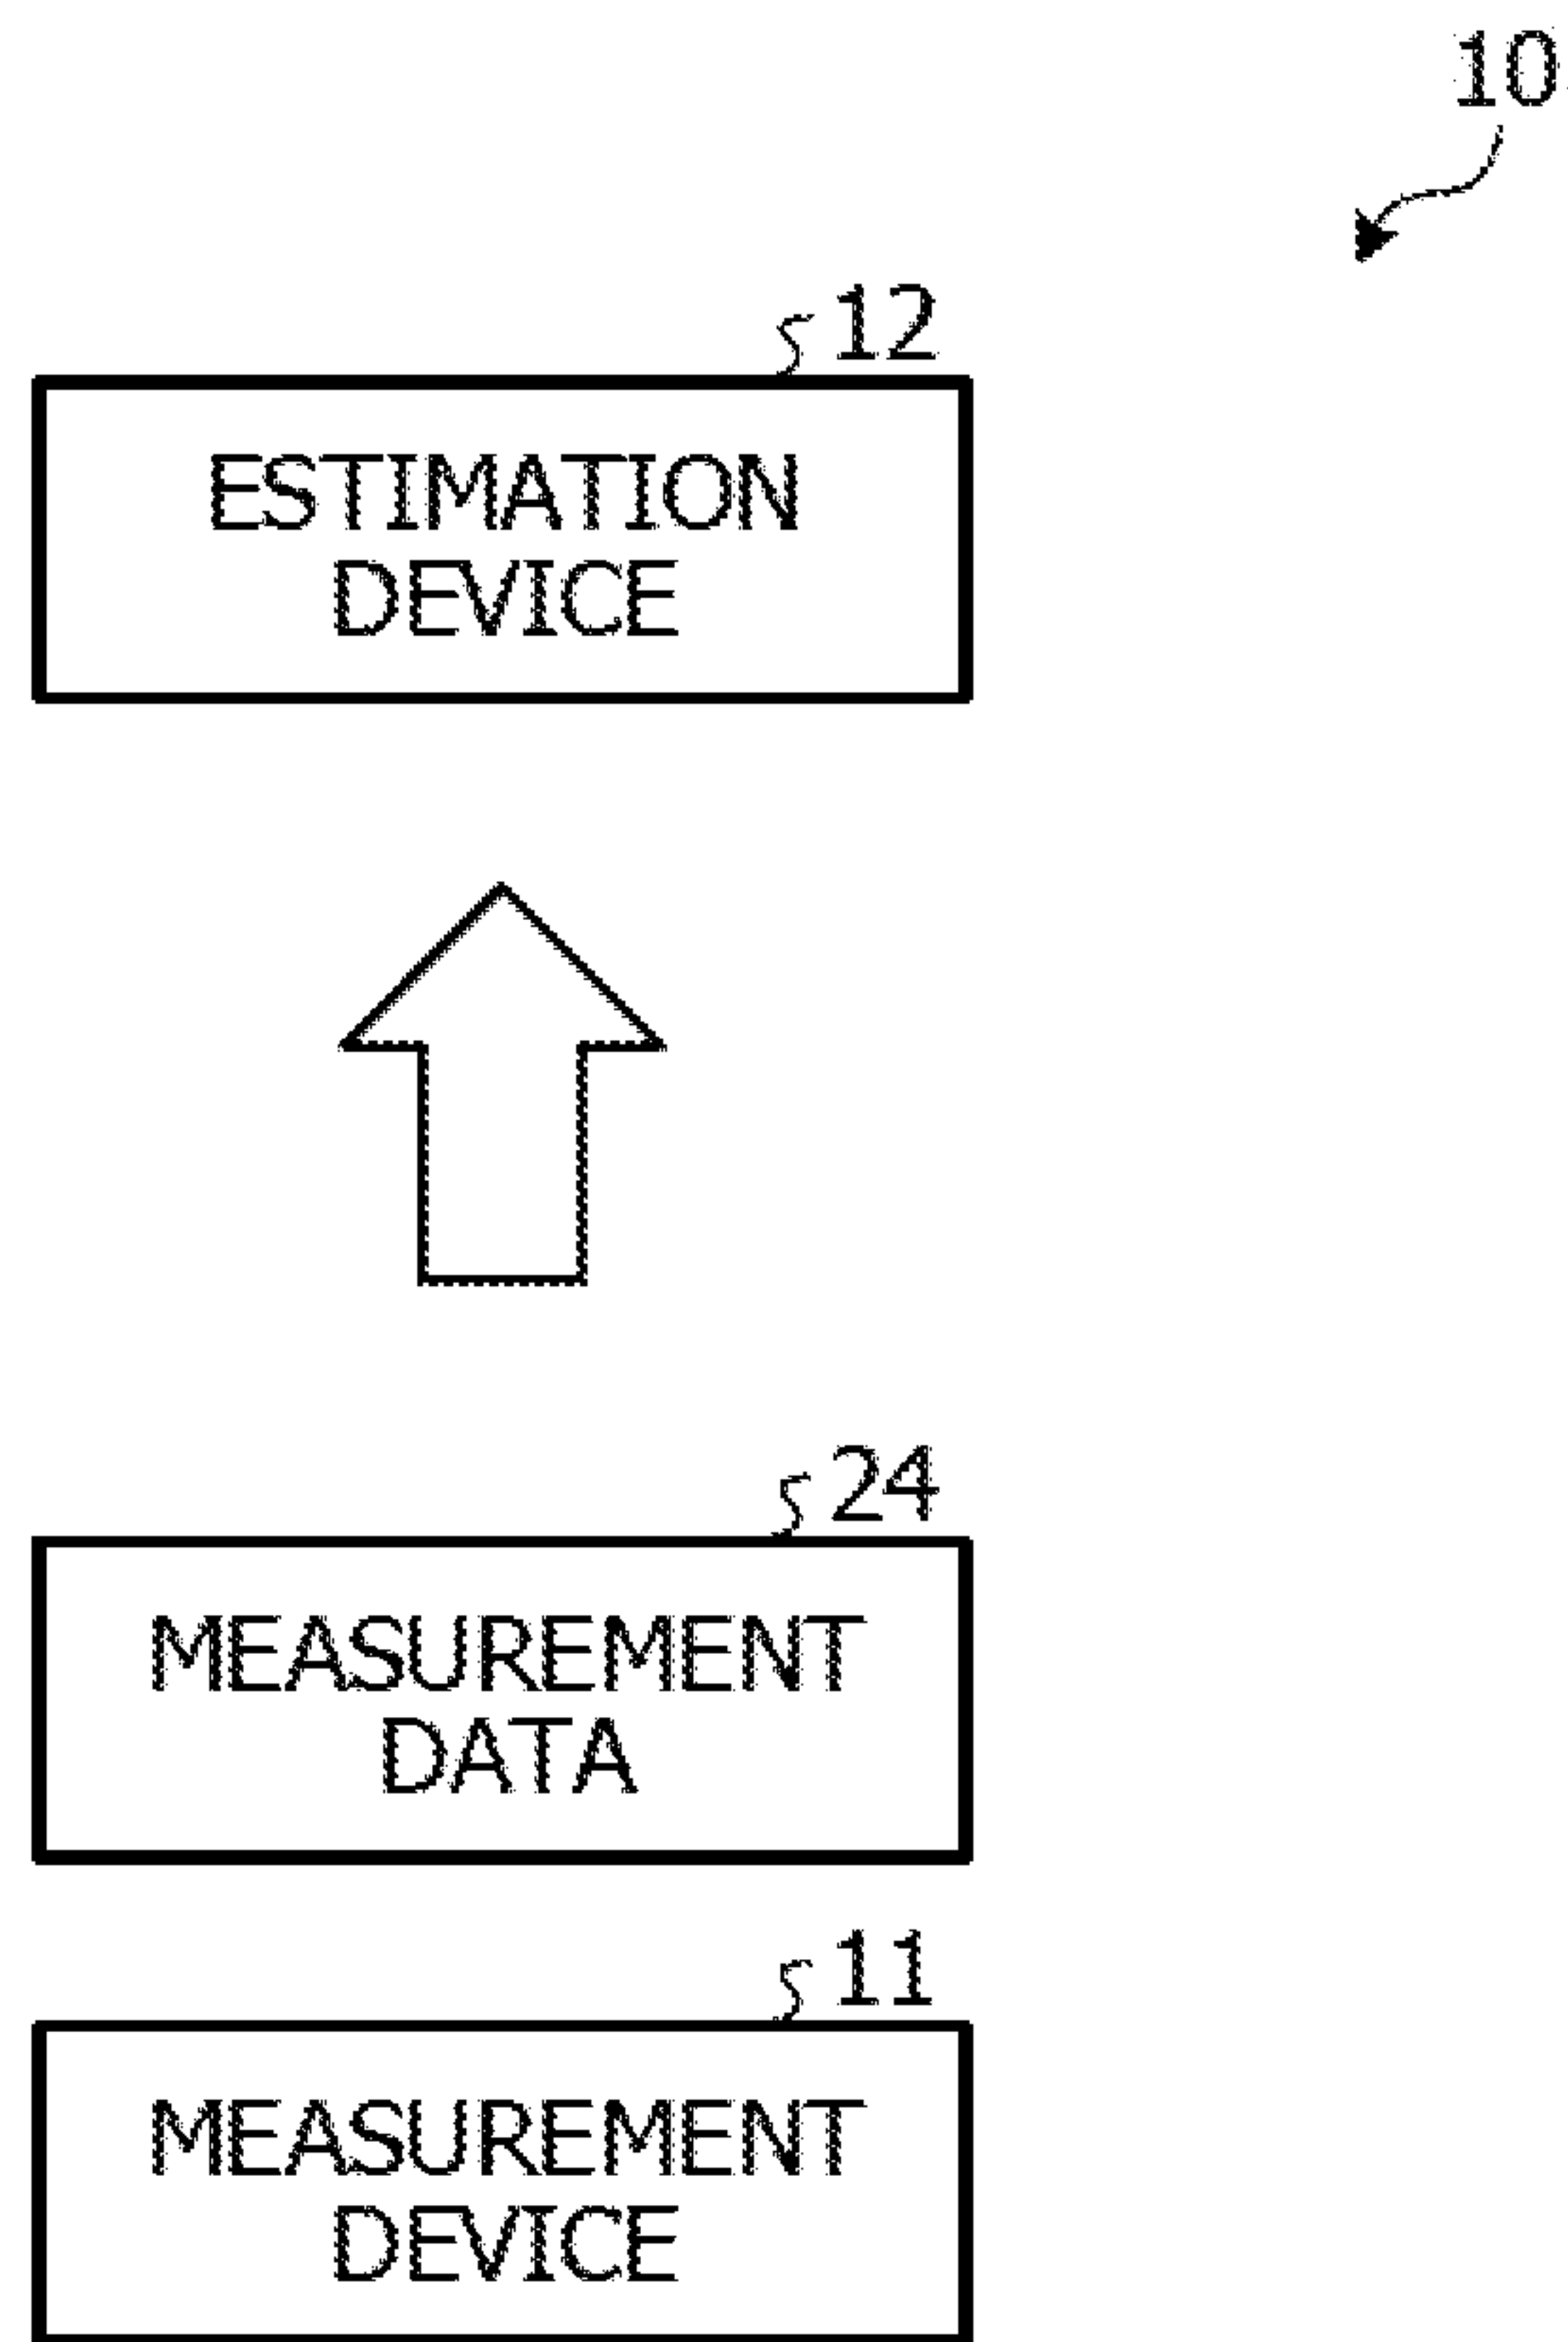 10
12
ESTIMATION
DEVICE
24
MEASUREMENT
DATA
11
MEASUREMENT
DEVICE